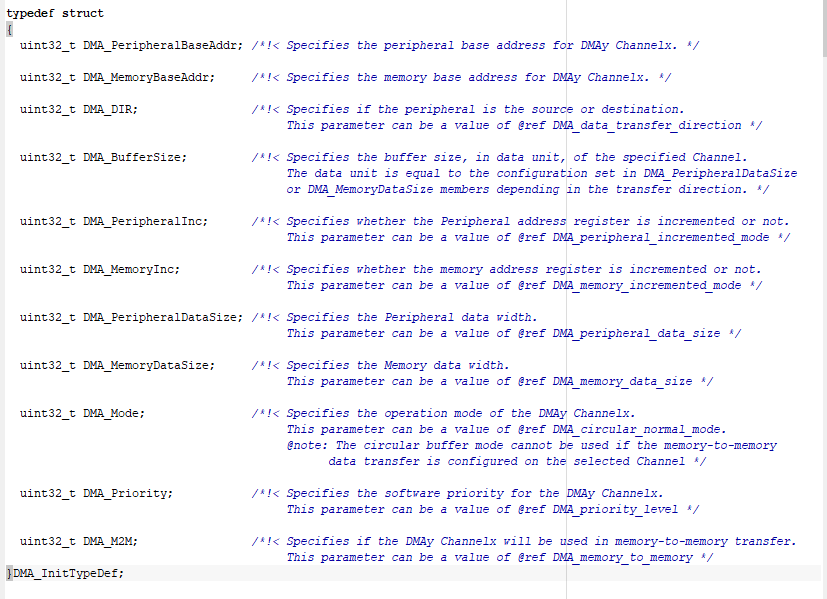 typedef struct
{
  uint32_t DMA_PeripheralBaseAddr; /*!< Specifies the peripheral base address for DMAy Channelx. */
  uint32_t DMA_MemoryBaseAddr;     /*!< Specifies the memory base address for DMAy Channelx. */
  uint32_t DMA_DIR;                /*!< Specifies if the peripheral is the source or destination.
                                        This parameter can be a value of @ref DMA_data_transfer_direction */
  uint32_t DMA_BufferSize;         /*!< Specifies the buffer size, in data unit, of the specified Channel.
                                        The data unit is equal to the configuration set in DMA_PeripheralDataSize
                                        or DMA_MemoryDataSize members depending in the transfer direction. */
  uint32_t DMA_PeripheralInc;      /*!< Specifies whether the Peripheral address register is incremented or not.
                                        This parameter can be a value of @ref DMA_peripheral_incremented_mode */
  uint32_t DMA_MemoryInc;          /*!< Specifies whether the memory address register is incremented or not.
                                        This parameter can be a value of @ref DMA_memory_incremented_mode */
  uint32_t DMA_PeripheralDataSize; /*!< Specifies the Peripheral data width.
                                        This parameter can be a value of @ref DMA_peripheral_data_size */
  uint32_t DMA_MemoryDataSize;     /*!< Specifies the Memory data width.
                                        This parameter can be a value of @ref DMA_memory_data_size */
  uint32_t DMA_Mode;               /*!< Specifies the operation mode of the DMAy Channelx.
                                        This parameter can be a value of @ref DMA_circular_normal_mode.
                                        @note: The circular buffer mode cannot be used if the memory-to-memory
                                              data transfer is configured on the selected Channel */
  uint32_t DMA_Priority;           /*!< Specifies the software priority for the DMAy Channelx.
                                        This parameter can be a value of @ref DMA_priority_level */
  uint32_t DMA_M2M;                /*!< Specifies if the DMAy Channelx will be used in memory-to-memory transfer.
                                        This parameter can be a value of @ref DMA_memory_to_memory */
}DMA_InitTypeDef;